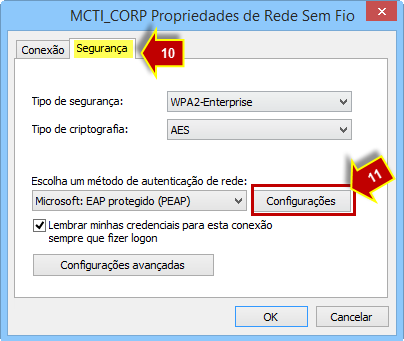 MCTI_CORP Propriedades de Rede Sem Fio
Conexão
Segurança
10
Tipo de segurança:
WPA2-Enterprise
Tipo de criptografia:
AES
Escolha um método de autenticação de rede:
Microsoft: EAP protegido (PEAP)
Configurações
11
Lembrar minhas credenciais para esta conexão
sempre que fizer logon
Configurações avançadas
OK
Cancelar